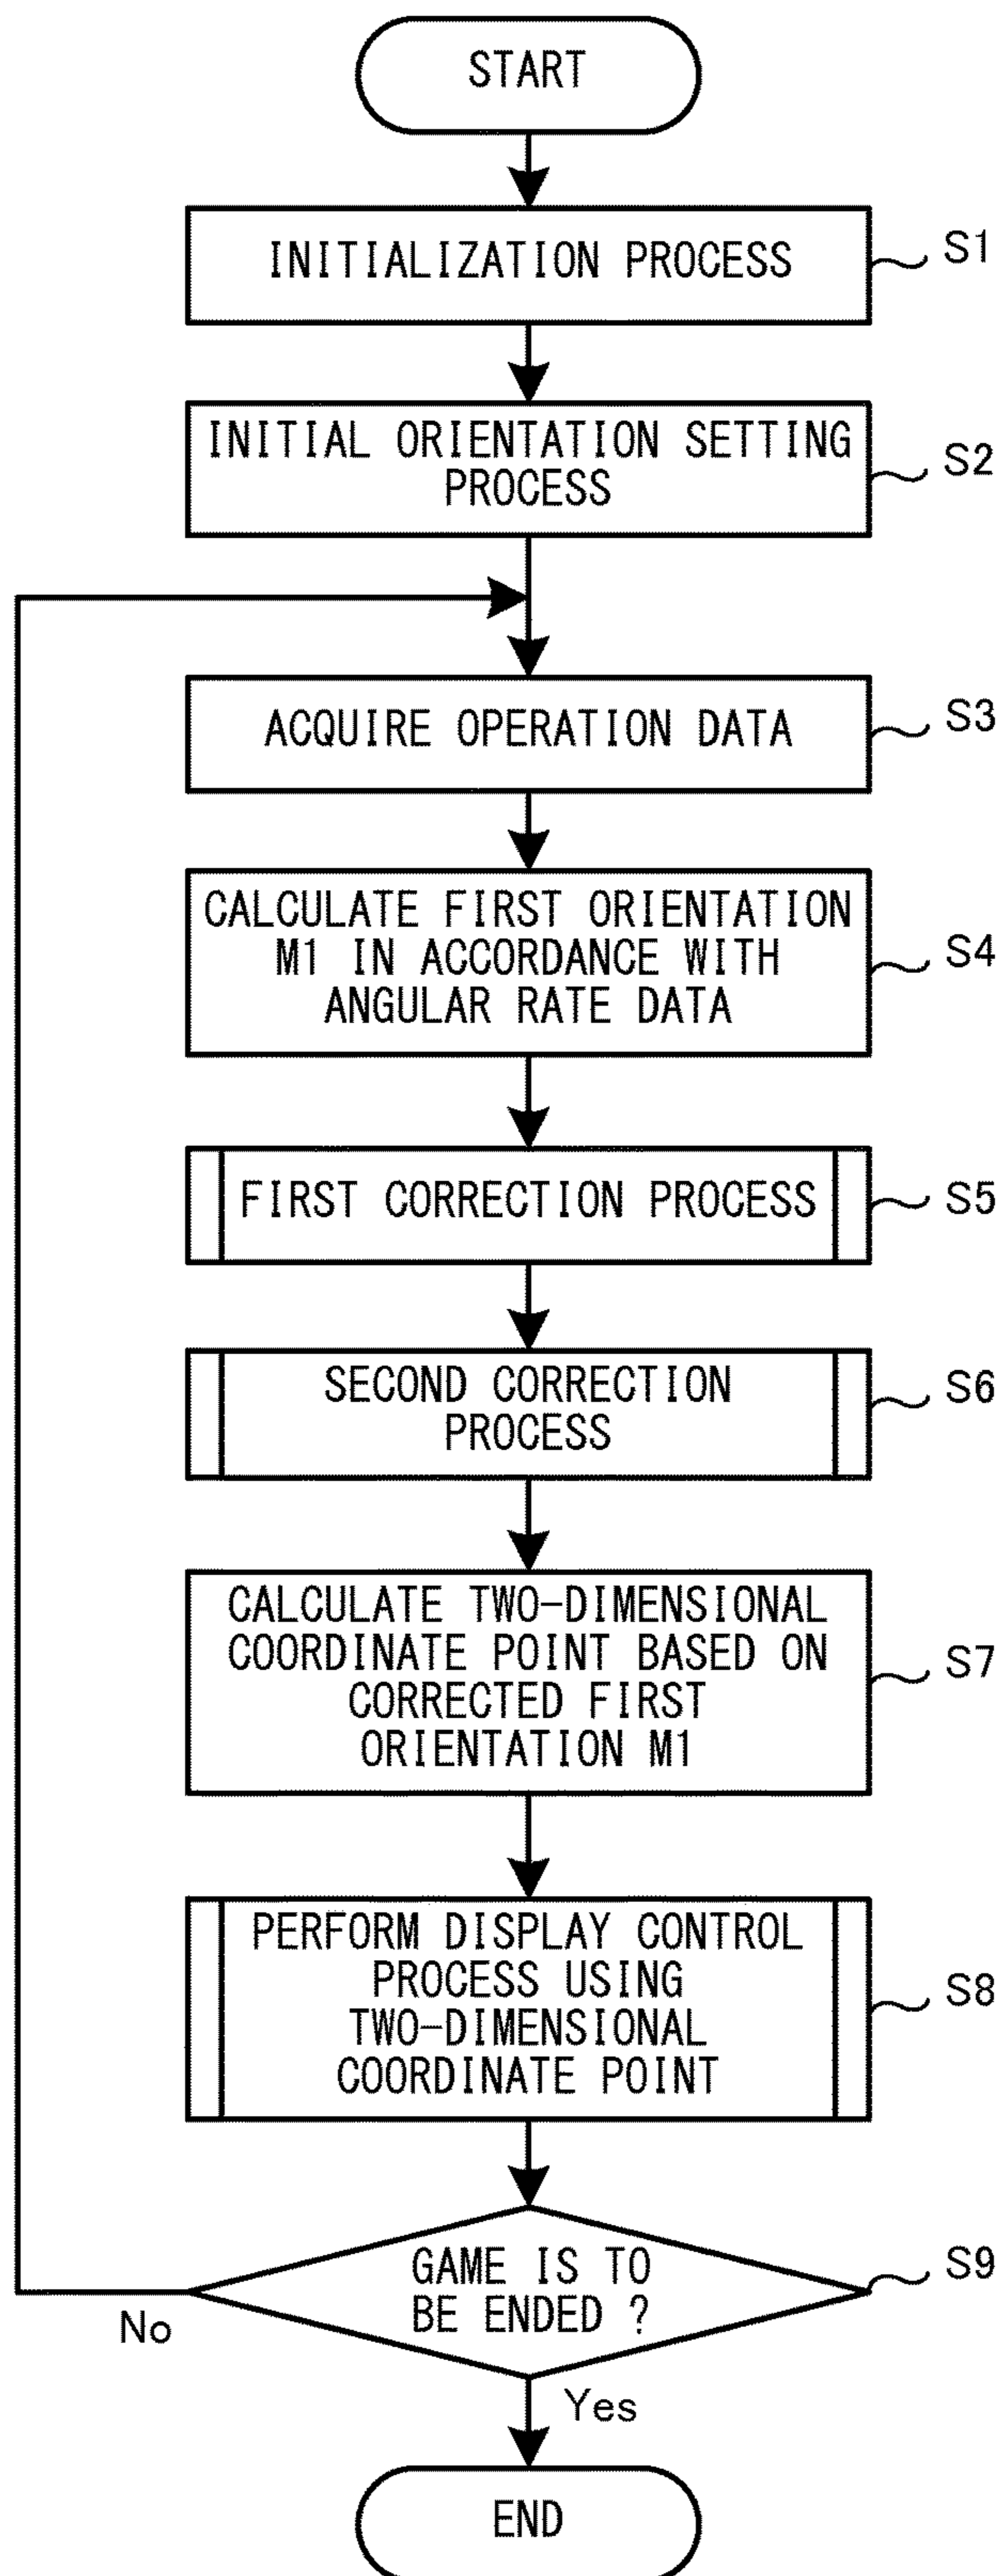 START
INITIALIZATION PROCESS
S1
INITIAL ORIENTATION SETTING
PROCESS
S2
ACQUIRE OPERATION DATA
S3
CALCULATE FIRST ORIENTATION
M1 IN ACCORDANCE WITH
ANGULAR RATE DATA
S4
FIRST CORRECTION PROCESS
S5
SECOND CORRECTION
PROCESS
S6
CALCULATE TWO-DIMENSIONAL
COORDINATE POINT BASED ON
CORRECTED FIRST
ORIENTATION M1
S7
PERFORM DISPLAY CONTROL
PROCESS USING
TWO-DIMENSIONAL
COORDINATE POINT
S8
GAME IS TO
BE ENDED ?
S9
No
Yes
END